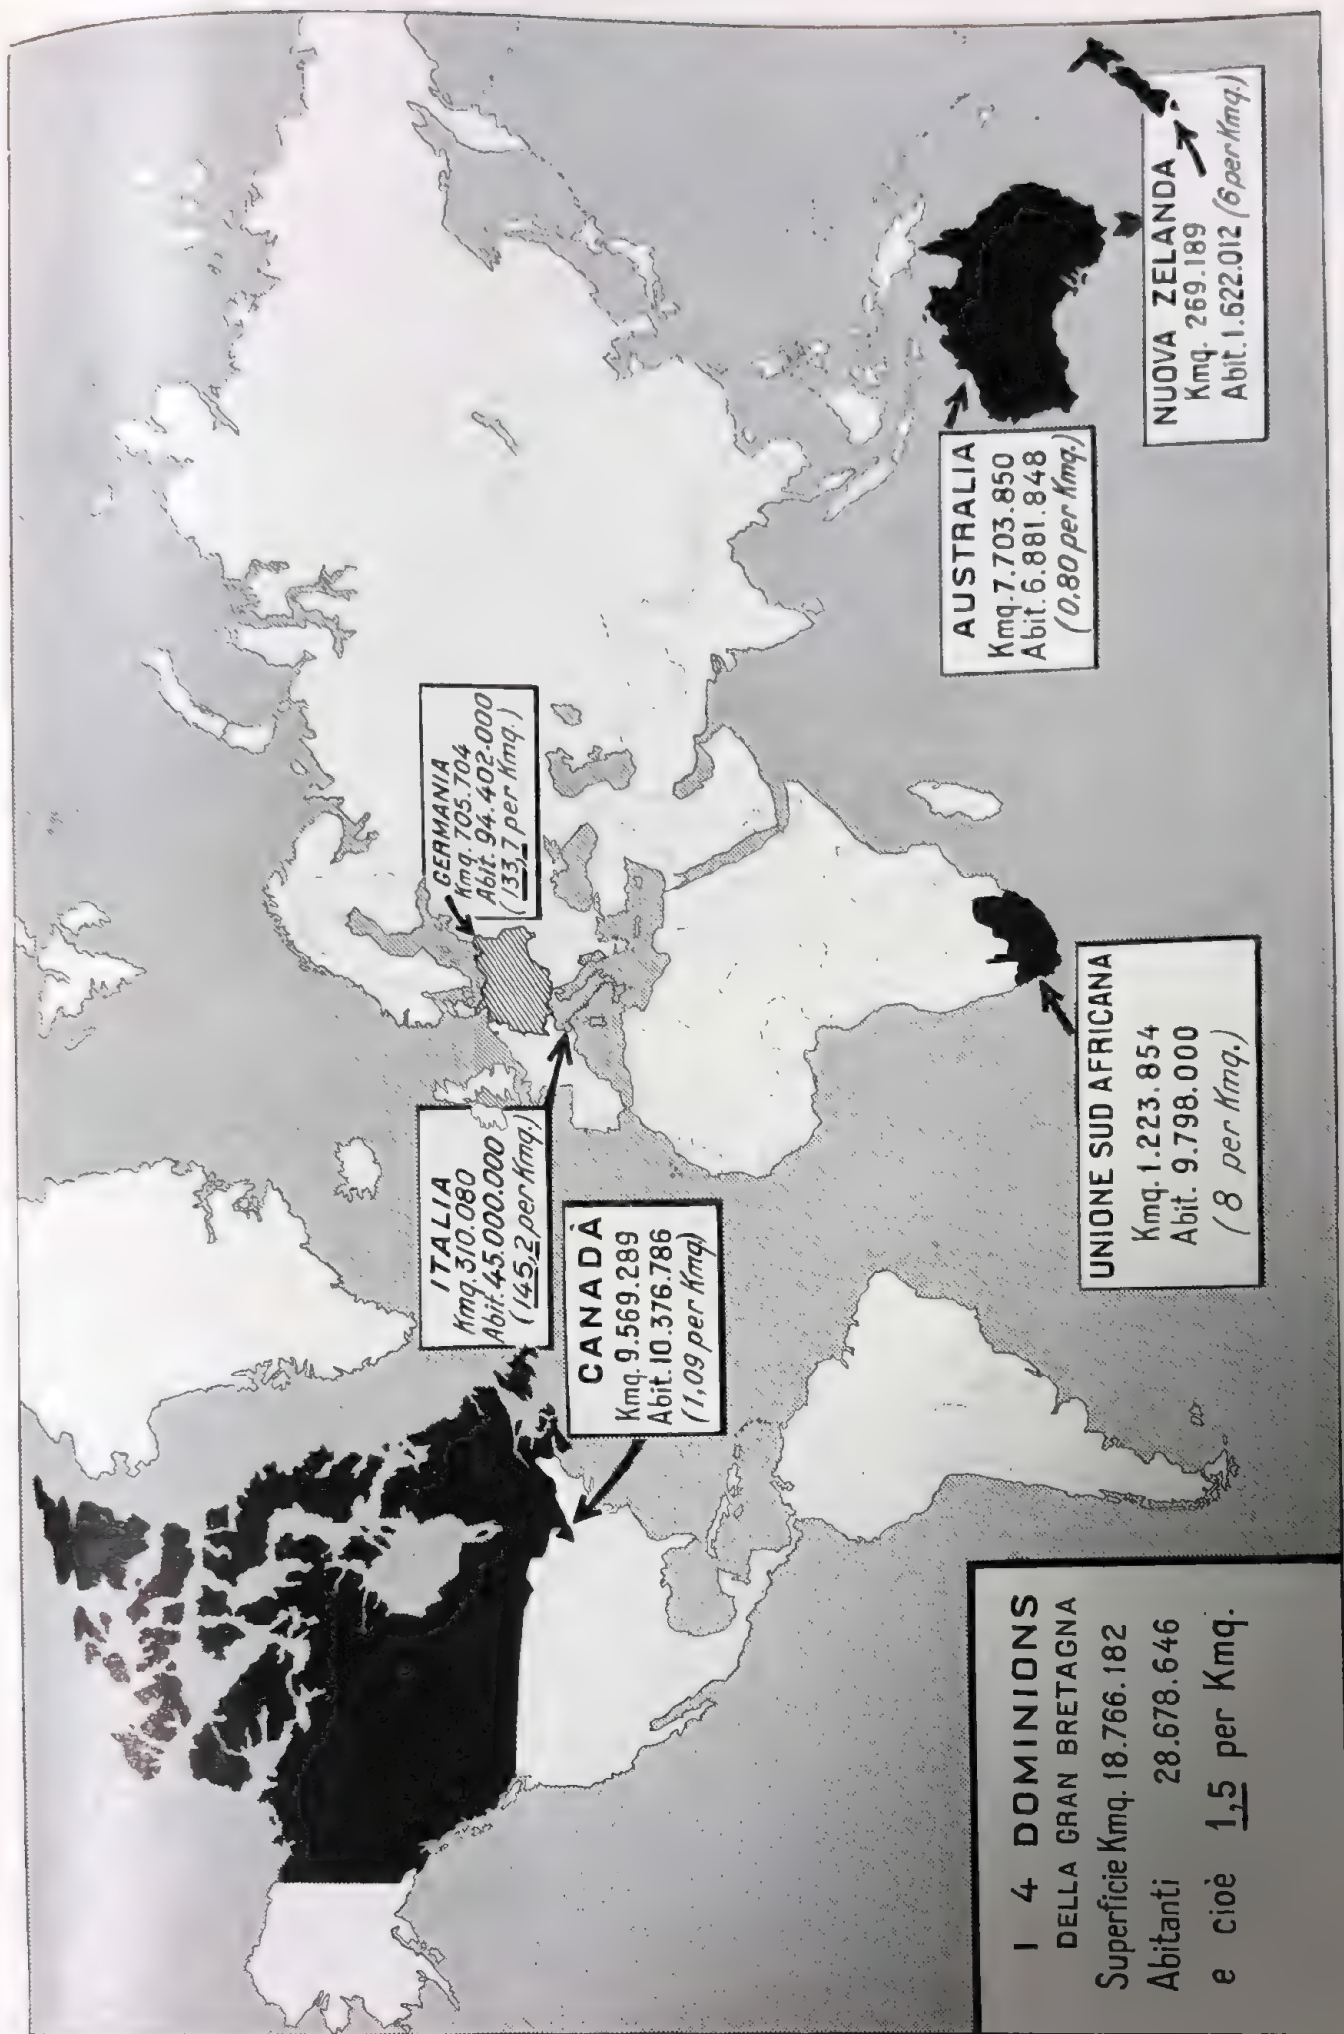 GERMANIA
Kmq. 705.704
Abit. 94.402.000
(133,7 per Kmq.)
ITALIA
Kmq. 310.080
Abit. 45.000.000
(145,2 per Kmq.)
CANADÀ
Kmq. 9.569.289
Abit. 10.376.786
(1,09 per Kmq)
AUSTRALIA
Kmq. 7.703.850
Abit. 6.881.848
(0,80 per Kmq.)
NUOVA ZELANDA
Kmq. 269.189
Abit. 1.622.012 (6 per Kmq.)
UNIONE SUD AFRICANA
Kmq. 1.223.854
Abit. 9.798.000
(8 per Kmq.)
I 4 DOMINIONS
DELLA GRAN BRETAGNA
Superficie Kmq. 18.766.182
Abitanti 28.678.646
e cioè 1,5 per Kmq.